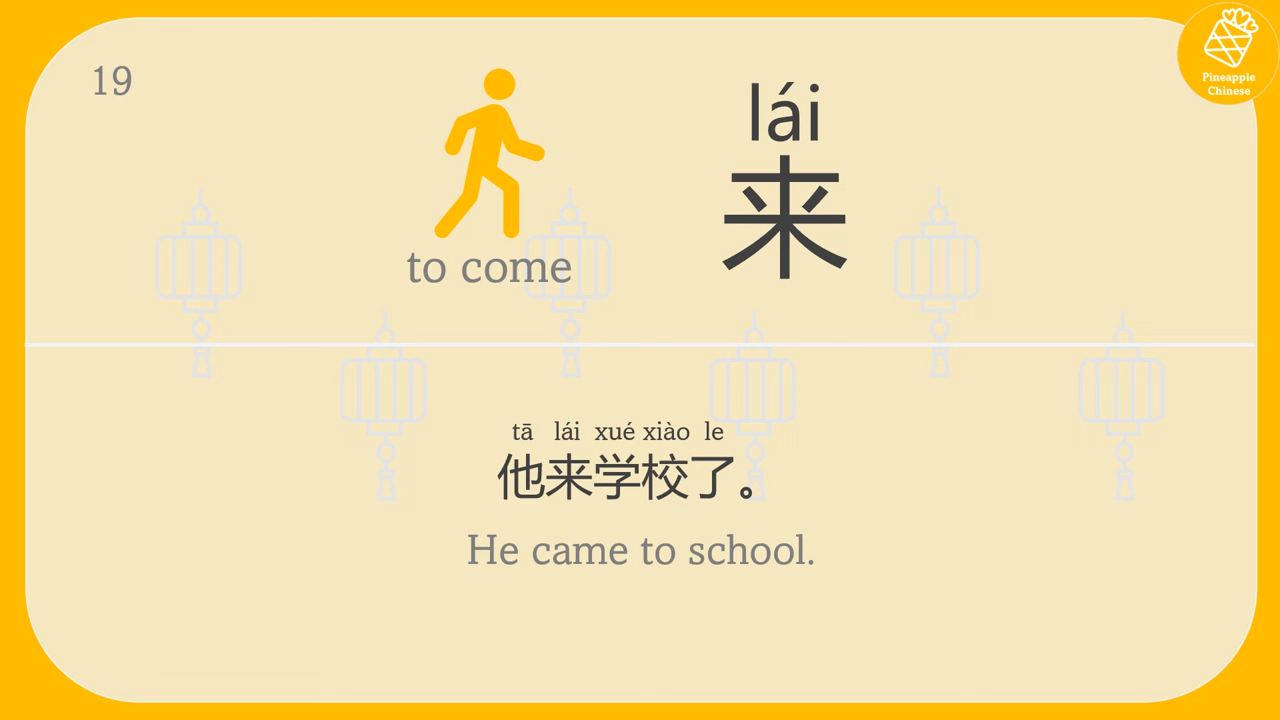 19
Pineapple
Chinese
lái
来
to come
tā lái xué xiào le
他来学校了。
He came to school.